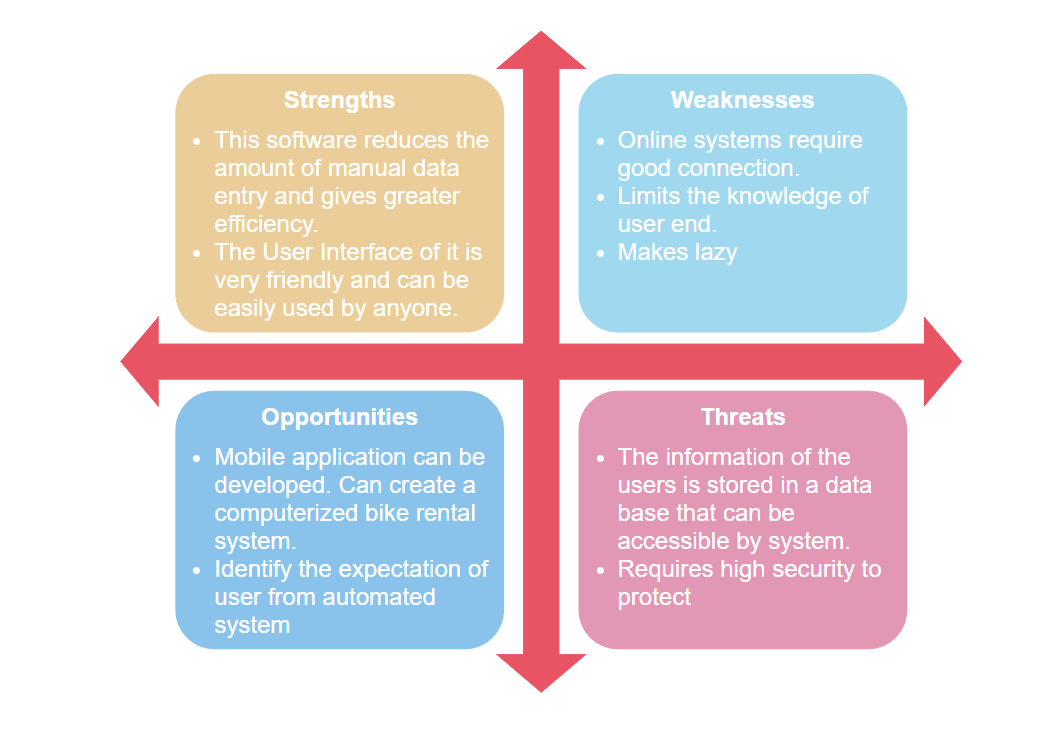 Strengths
• This software reduces the
amount of manual data
entry and gives greater
efficiency.
• The User Interface of it is
very friendly and can be
easily used by anyone.
Weaknesses
• Online systems require
good connection.
• Limits the knowledge of
user end.
• Makes lazy
Opportunities
• Mobile application can be
developed. Can create a
computerized bike rental
system.
• Identify the expectation of
user from automated
system
Threats
• The information of the
users is stored in a data
base that can be
accessible by system.
• Requires high security to
protect